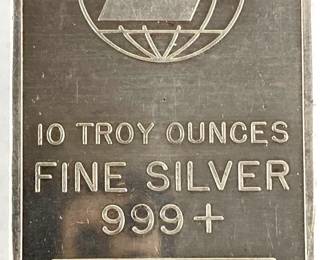 10 TROY OUNCES
FINE SILVER
999+